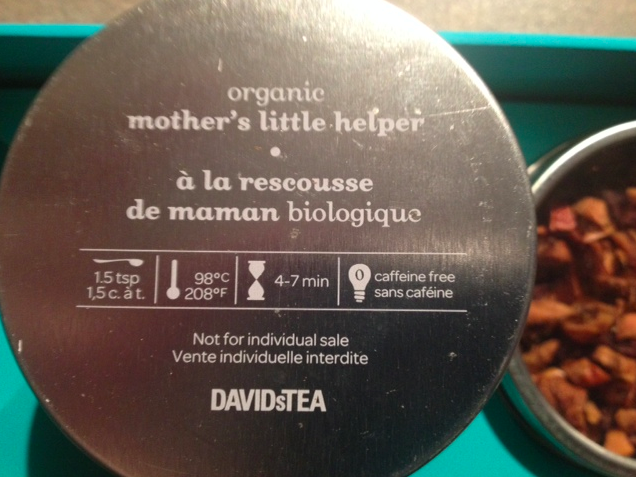 organic
mother's little helper
•
à la rescousse
de maman biologique
1.5 tsp
1,5 c. à t.
98°C
208°F
4-7 min
0
caffeine free
sans caféine
Not for individual sale
Vente individuelle interdite
DAVIDsTEA